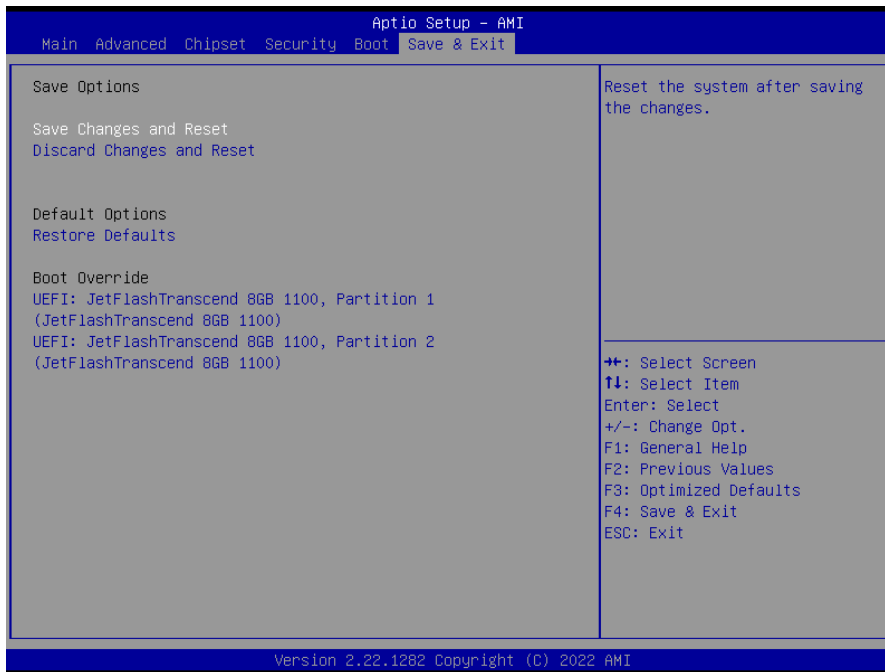 Aptio Setup - AMI
Main Advanced Chipset Security Boot Save & Exit
Save Options
Save Changes and Reset
Discard Changes and Reset
Default Options
Restore Defaults
Boot Override
UEFI: JetFlashTranscend 8GB 1100, Partition 1
(JetFlashTranscend 8GB 1100)
UEFI: JetFlashTranscend 8GB 1100, Partition 2
(JetFlashTranscend 8GB 1100)
Reset the system after saving
the changes.
→←: Select Screen
↑↓: Select Item
Enter: Select
+/-: Change Opt.
F1: General Help
F2: Previous Values
F3: Optimized Defaults
F4: Save & Exit
ESC: Exit
Version 2.22.1282 Copyright (C) 2022 AMI